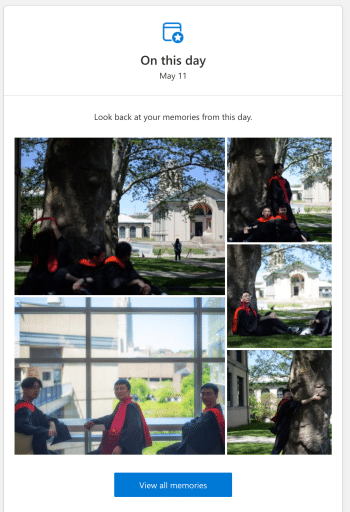 On this day
May 11
Look back at your memories from this day.
View all memories